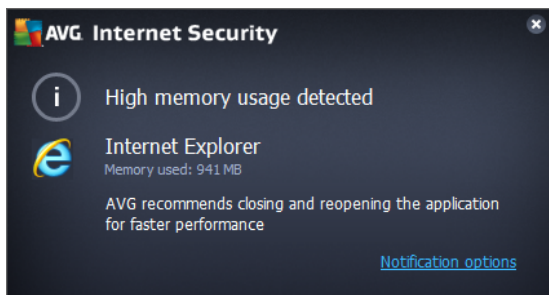 AVG Internet Security
i
High memory usage detected
Internet Explorer
Memory used: 941 MB
AVG recommends closing and reopening the application
for faster performance
Notification options